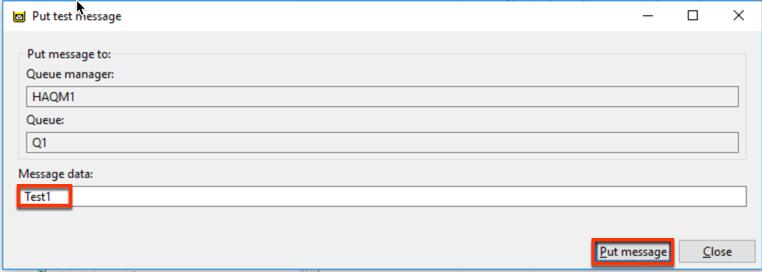 Put test message
Put message to:
Queue manager:
HAQM1
Queue:
Q1
Message data:
Test1
Put message Close